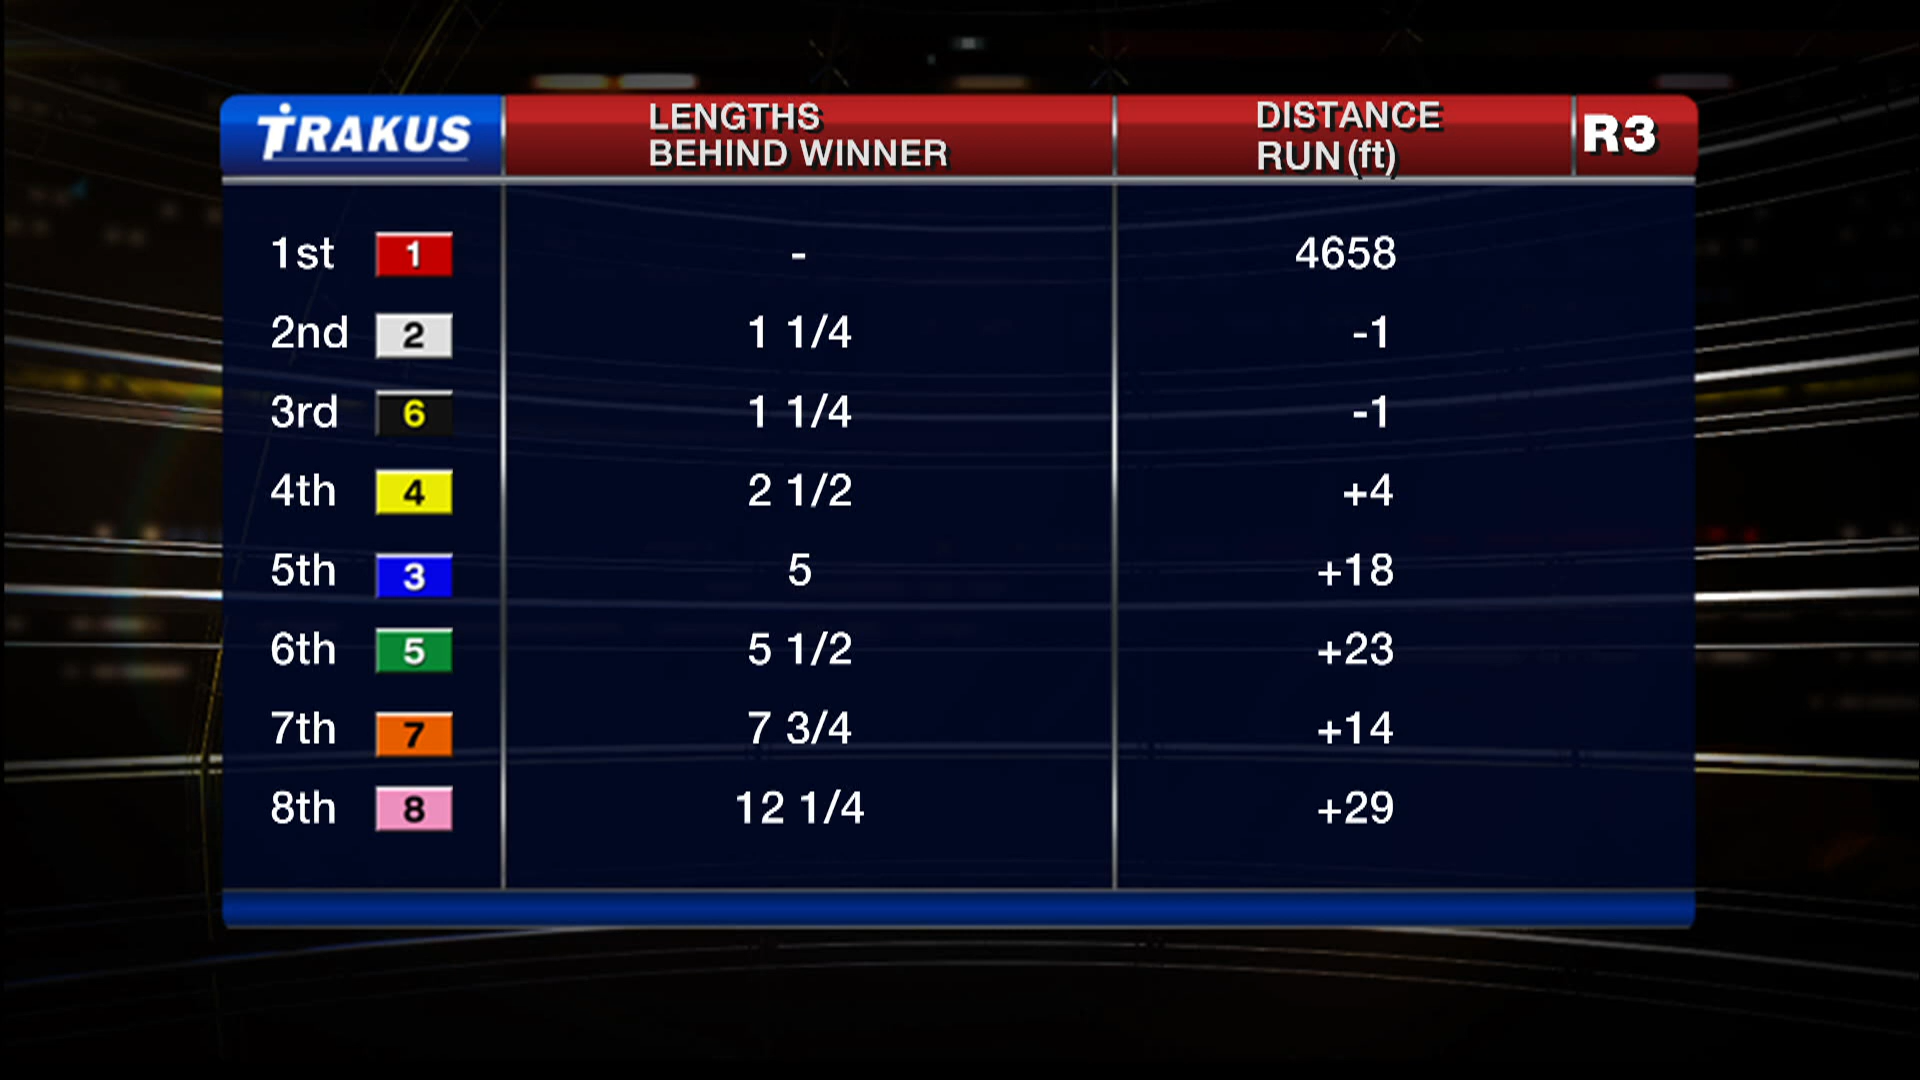 TRAKUS
LENGTHS
BEHIND WINNER
DISTANCE
RUN (ft)
R3
1st 1 - 4658
2nd 2 1 1/4 -1
3rd 6 1 1/4 -1
4th 4 2 1/2 +4
5th 3 5 +18
6th 5 5 1/2 +23
7th 7 7 3/4 +14
8th 8 12 1/4 +29